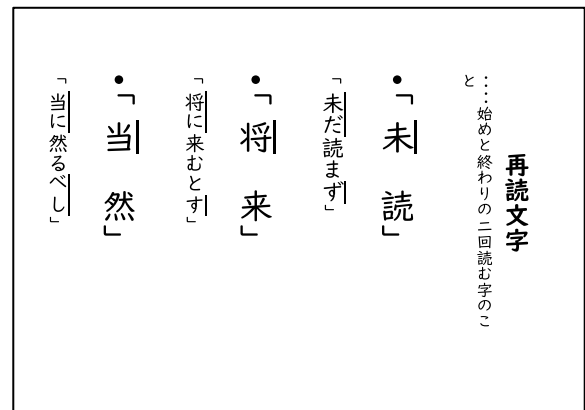 再読文字
‥‥始めと終わりの二回読む字のこ
と
●「未 読」
「未だ読まず」
●「将 来」
「将に来むとす」
●「当 然」
「当に然るべし」